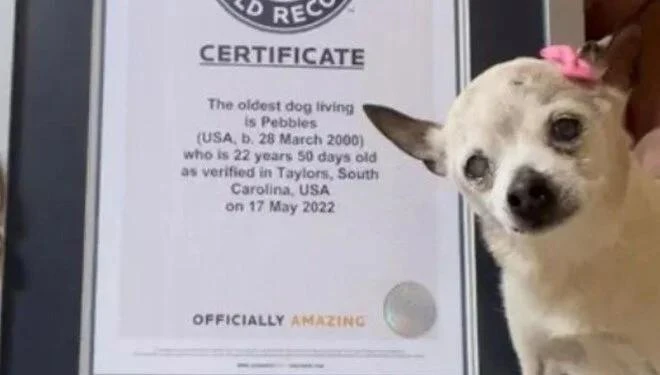 RECO
CERTIFICATE
The oldest dog living
is Pebbles
(USA, b. 28 March 2000)
who is 22 years 50 days old
as verified in Taylors, South
Carolina, USA
on 17 May 2022
OFFICIALLY AMAZING